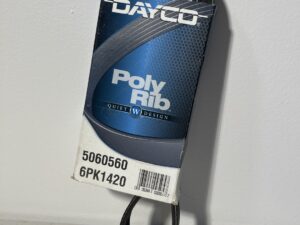 DAYCO
Poly
Rib
QUIET W DESIGN
5060560
6PK1420